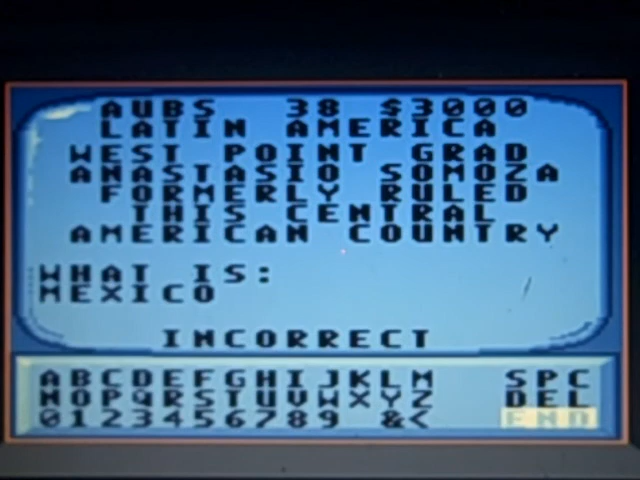 AUBS 38 $3000
LATIN AMERICA
WEST POINT GRAD
ANASTASIO SOMOZA
FORMERLY RULED
THIS CENTRAL
AMERICAN COUNTRY
WHAT IS:
MEXICO
INCORRECT
ABCDEFGHIJKLM SPC
NOPQRSTUVWXYZ DEL
0123456789 &< END